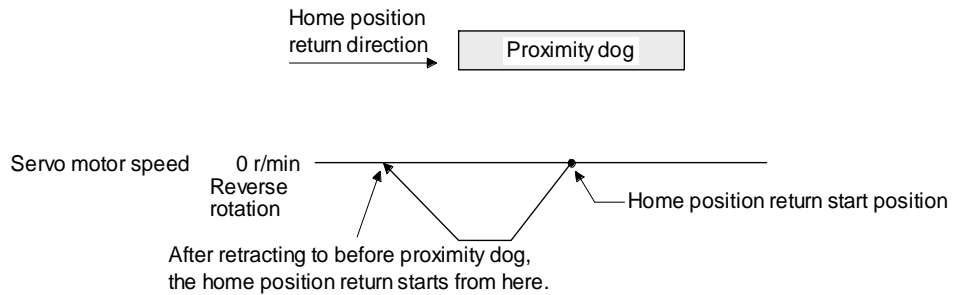 Home position
return direction
Proximity dog
Servo motor speed 0 r/min
Reverse
rotation
Home position return start position
After retracting to before proximity dog,
the home position return starts from here.